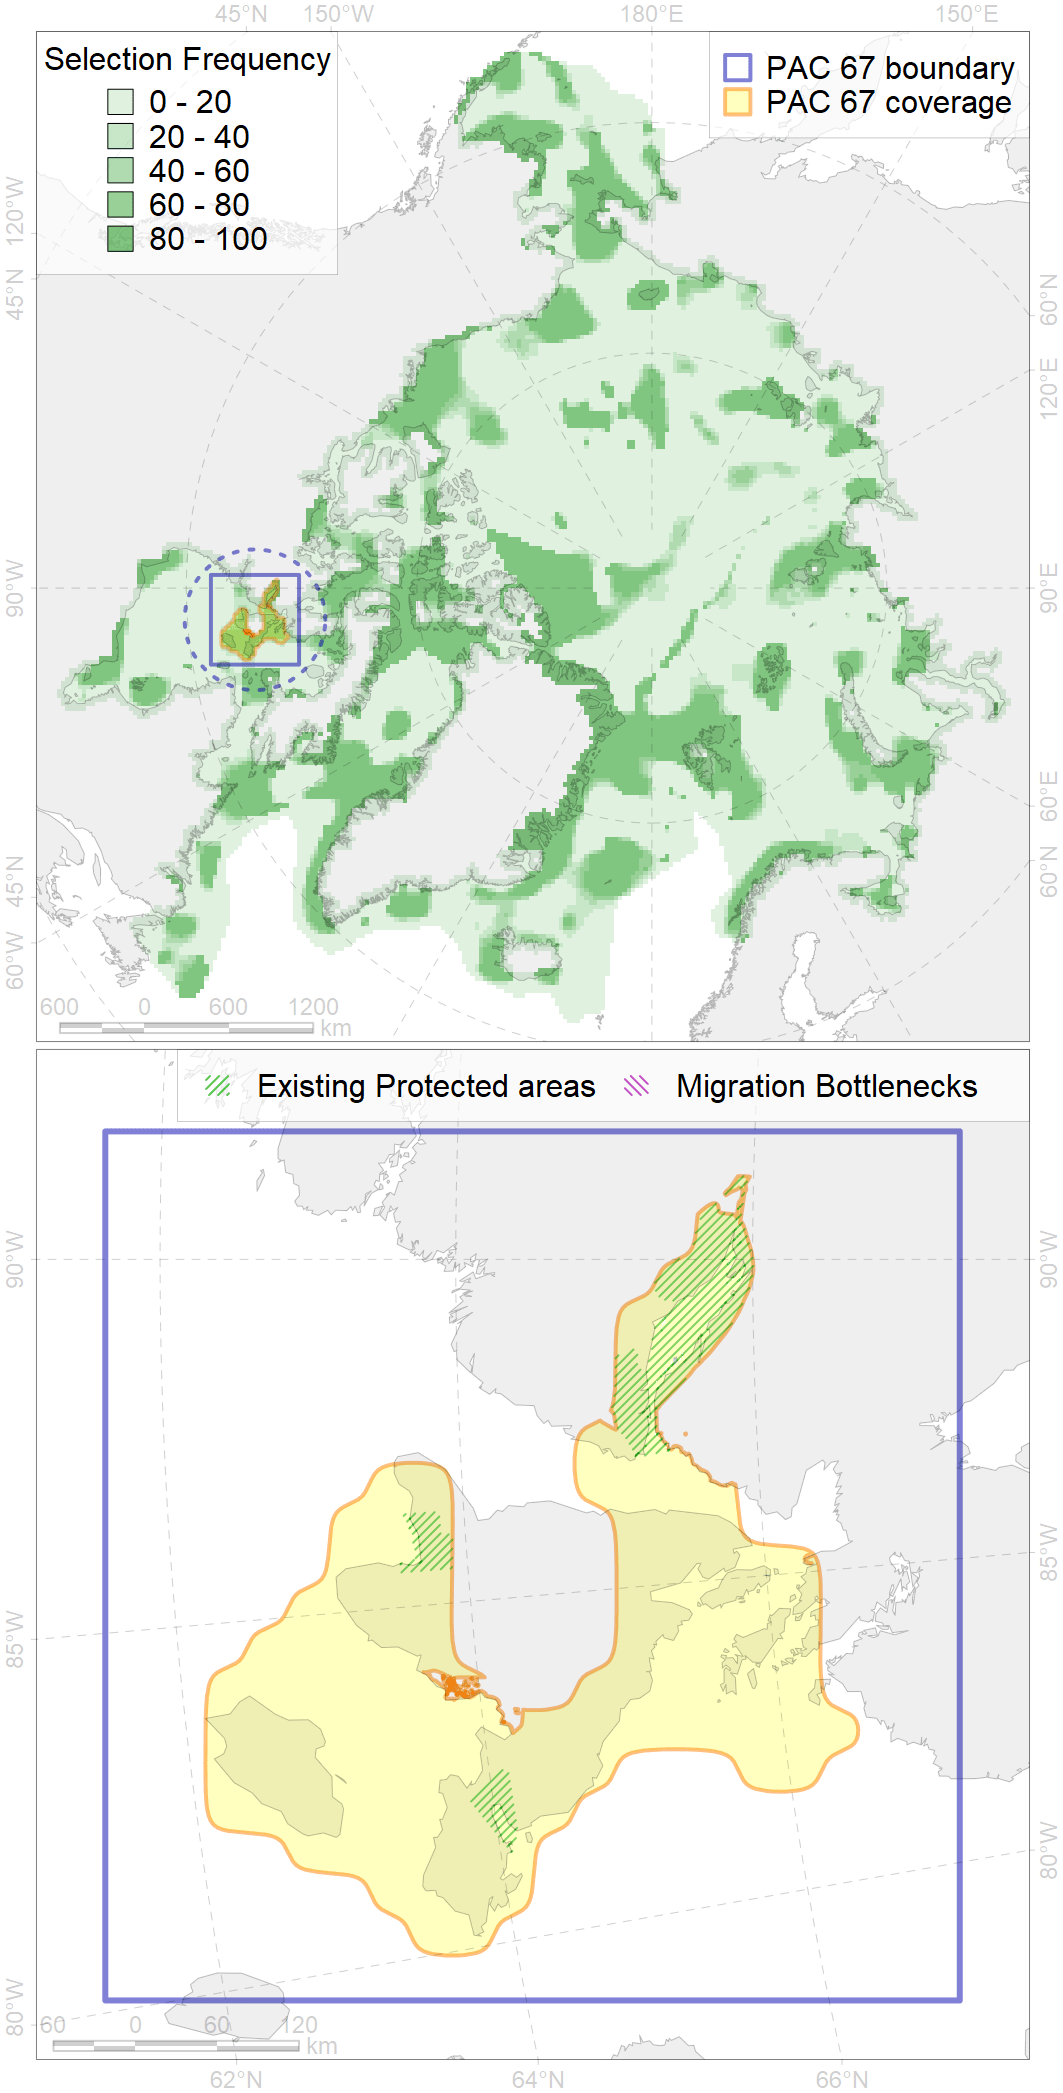 45°N 150°W 180°E 150°E
Selection Frequency
0 - 20
20 - 40
40 - 60
60 - 80
80 - 100
PAC 67 boundary
PAC 67 coverage
120°W
45°N
90°W
45°N
60°W
60°N
120°E
90°E
60°E
60°N
600 0 600 1200
km
Existing Protected areas
Migration Bottlenecks
90°W
85°W
80°W
90°W
85°W
80°W
60 0 60 120
km
62°N 64°N 66°N